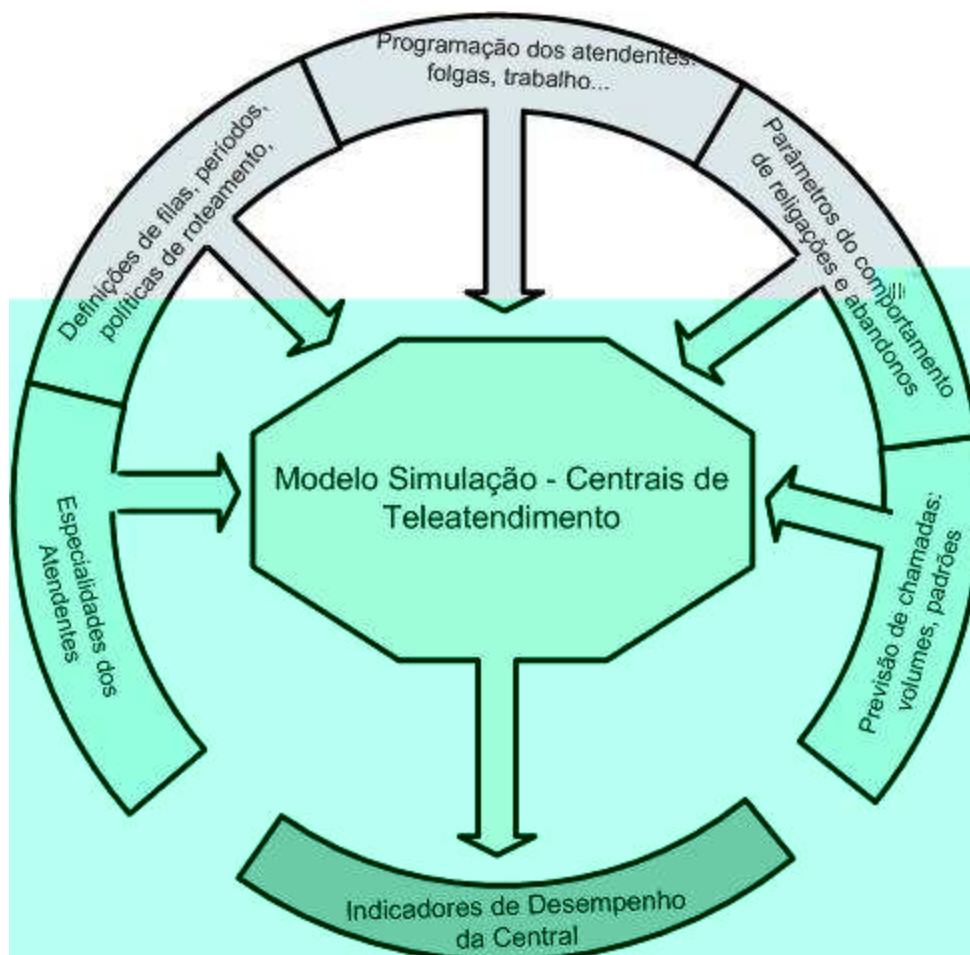 Programação dos atendentes:
folgas, trabalho...
Definições de filas, períodos,
políticas de roteamento,
Parâmetros do comportamento
de religações e abandonos
Modelo Simulação - Centrais de
Teleatendimento
Especialidades dos
Atendentes
Previsão de chamadas:
volumes, padrões
Indicadores de Desempenho
da Central